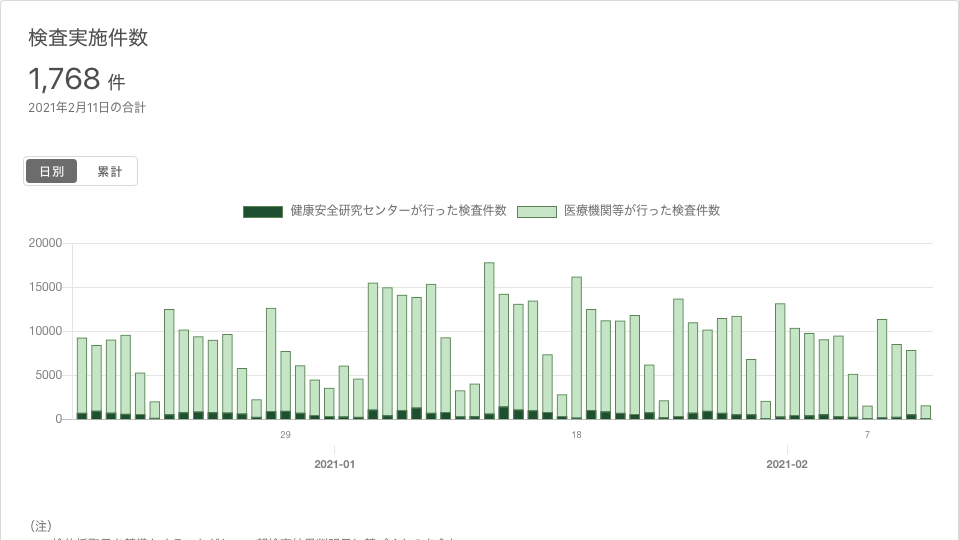 検査実施件数
1,768 件
2021年2月11日の合計
日別 累計
健康安全研究センターが行った検査件数 医療機関等が行った検査件数
20000
15000
10000
5000
0
29 18 7
2021-01 2021-02
（注）